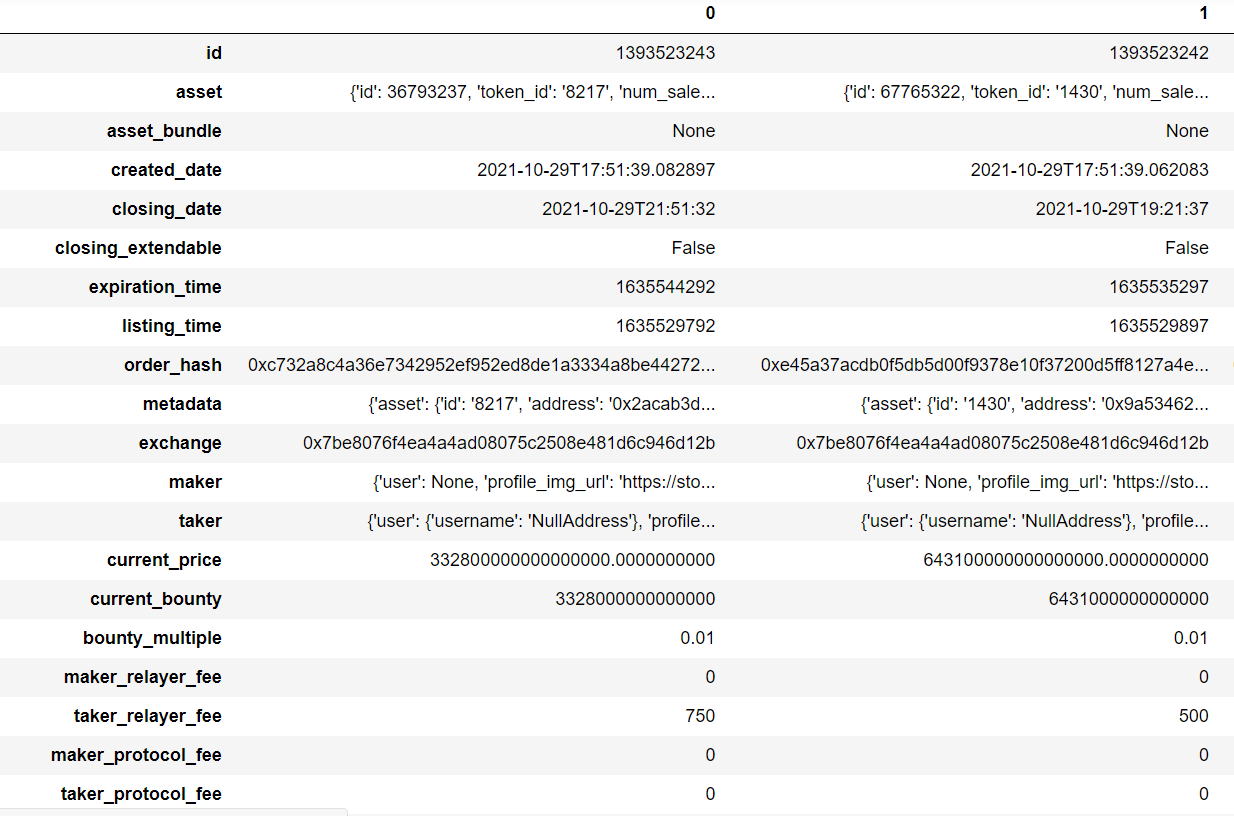 0 1
id 1393523243 1393523242
asset {'id': 36793237, 'token_id': '8217', 'num_sale... {'id': 67765322, 'token_id': '1430', 'num_sale...
asset_bundle None None
created_date 2021-10-29T17:51:39.082897 2021-10-29T17:51:39.062083
closing_date 2021-10-29T21:51:32 2021-10-29T19:21:37
closing_extendable False False
expiration_time 1635544292 1635535297
listing_time 1635529792 1635529897
order_hash 0xc732a8c4a36e7342952ef952ed8de1a3334a8be44272... 0xe45a37acdb0f5db5d00f9378e10f37200d5ff8127a4e...
metadata {'asset': {'id': '8217', 'address': '0x2acab3d... {'asset': {'id': '1430', 'address': '0x9a53462...
exchange 0x7be8076f4ea4a4ad08075c2508e481d6c946d12b 0x7be8076f4ea4a4ad08075c2508e481d6c946d12b
maker {'user': None, 'profile_img_url': 'https://sto... {'user': None, 'profile_img_url': 'https://sto...
taker {'user': {'username': 'NullAddress'}, 'profile... {'user': {'username': 'NullAddress'}, 'profile...
current_price 332800000000000000.0000000000 643100000000000000.0000000000
current_bounty 3328000000000000 6431000000000000
bounty_multiple 0.01 0.01
maker_relayer_fee 0 0
taker_relayer_fee 750 500
maker_protocol_fee 0 0
taker_protocol_fee 0 0